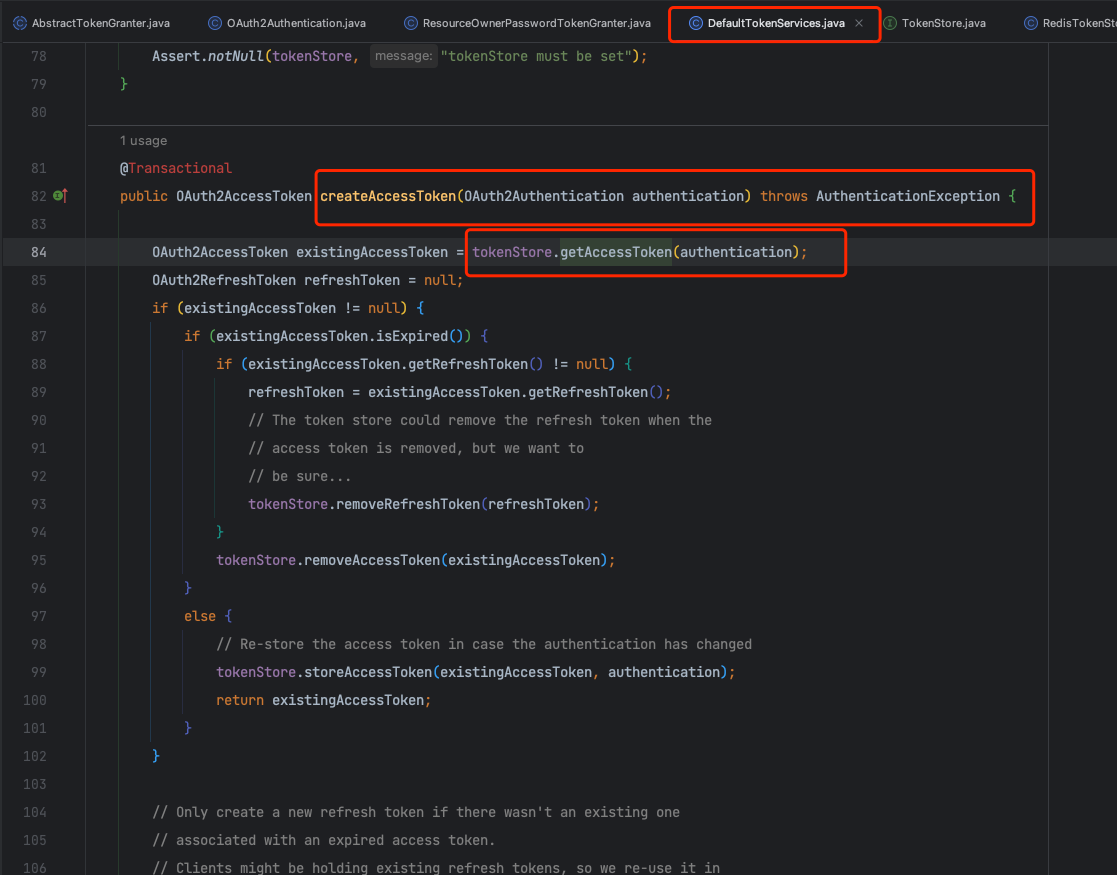 AbstractTokenGranter.java OAuth2Authentication.java ResourceOwnerPasswordTokenGranter.java DefaultTokenServices.java × TokenStore.java RedisTokenSto
78 Assert.notNull(tokenStore, message: "tokenStore must be set");
79 }
80
1 usage
81 @Transactional
82 public OAuth2AccessToken createAccessToken(OAuth2Authentication authentication) throws AuthenticationException {
83
84 OAuth2AccessToken existingAccessToken = tokenStore.getAccessToken(authentication);
85 OAuth2RefreshToken refreshToken = null;
86 if (existingAccessToken != null) {
87 if (existingAccessToken.isExpired()) {
88 if (existingAccessToken.getRefreshToken() != null) {
89 refreshToken = existingAccessToken.getRefreshToken();
90 // The token store could remove the refresh token when the
91 // access token is removed, but we want to
92 // be sure...
93 tokenStore.removeRefreshToken(refreshToken);
94 }
95 tokenStore.removeAccessToken(existingAccessToken);
96 }
97 else {
98 // Re-store the access token in case the authentication has changed
99 tokenStore.storeAccessToken(existingAccessToken, authentication);
100 return existingAccessToken;
101 }
102 }
103
104 // Only create a new refresh token if there wasn't an existing one
105 // associated with an expired access token.
106 // Clients might be holding existing refresh tokens, so we re-use it in